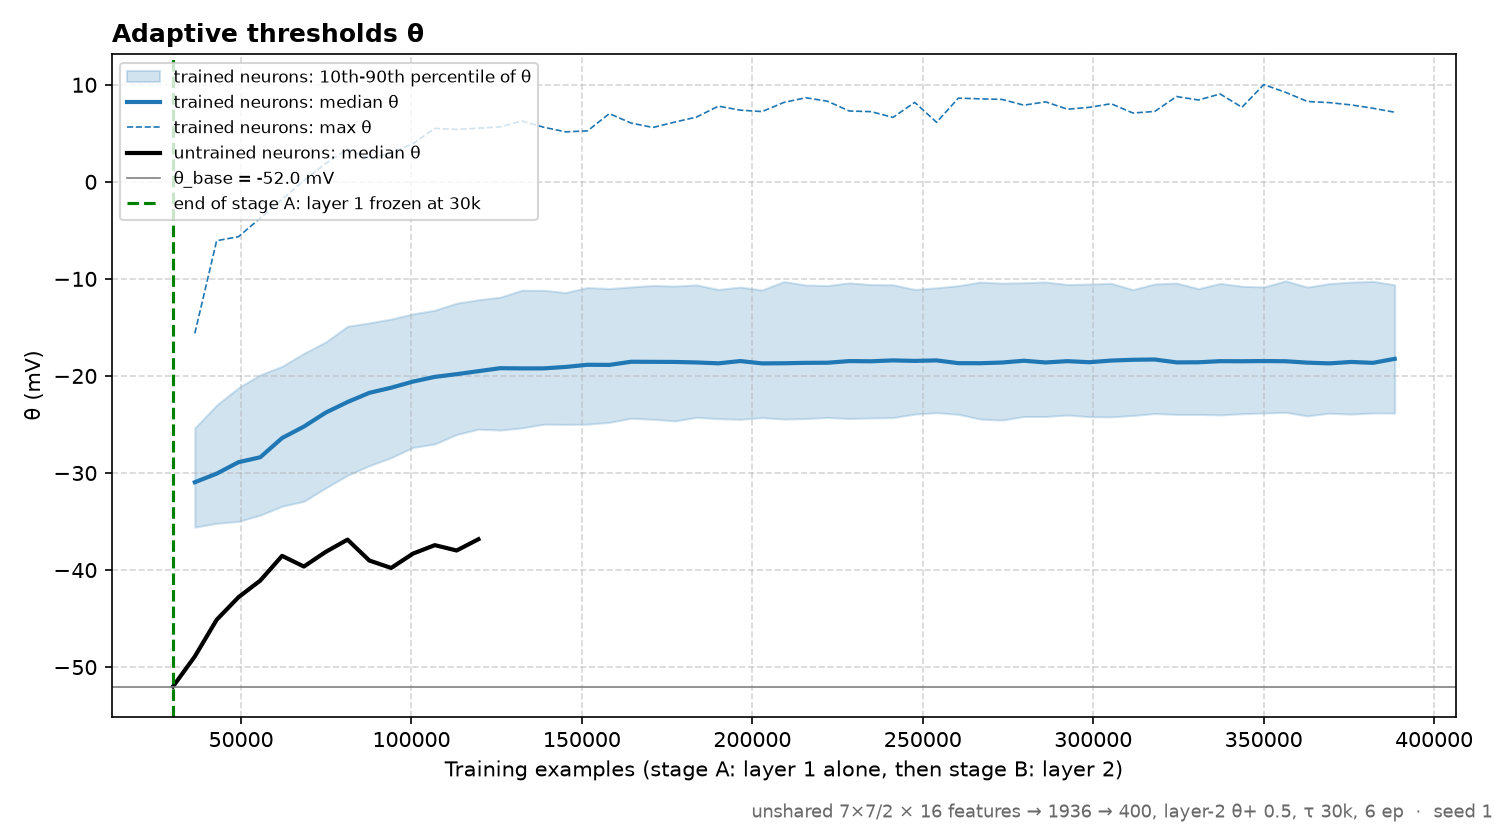 Adaptive thresholds θ
trained neurons: 10th-90th percentile of θ
trained neurons: median θ
trained neurons: max θ
untrained neurons: median θ
θ_base = -52.0 mV
end of stage A: layer 1 frozen at 30k
10
0
−10
−20
−30
−40
−50
θ (mV)
50000 100000 150000 200000 250000 300000 350000 400000
Training examples (stage A: layer 1 alone, then stage B: layer 2)
unshared 7×7/2 × 16 features → 1936 → 400, layer-2 θ+ 0.5, τ 30k, 6 ep · seed 1